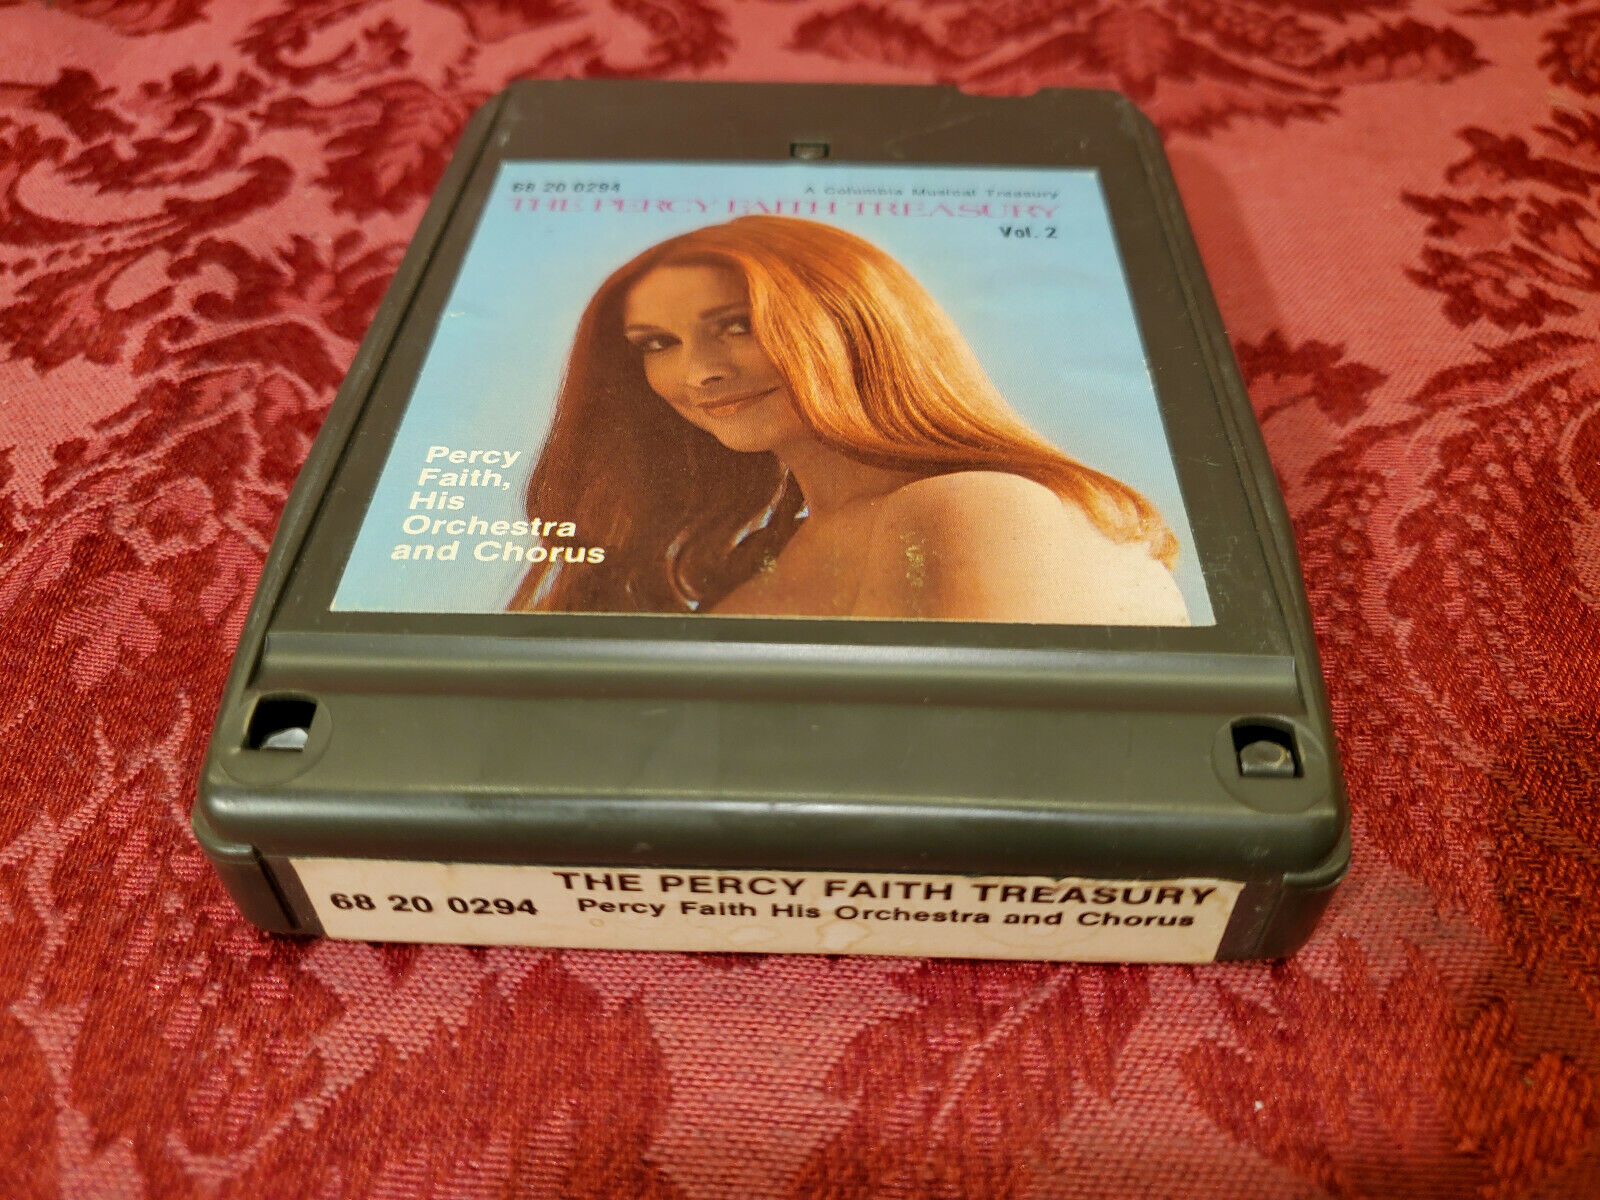 68 20 0294
A Columbia Musical Treasury
THE PERCY FAITH TREASURY
Vol. 2
Percy
Faith,
His
Orchestra
and Chorus
THE PERCY FAITH TREASURY
68 20 0294
Percy Faith His Orchestra and Chorus